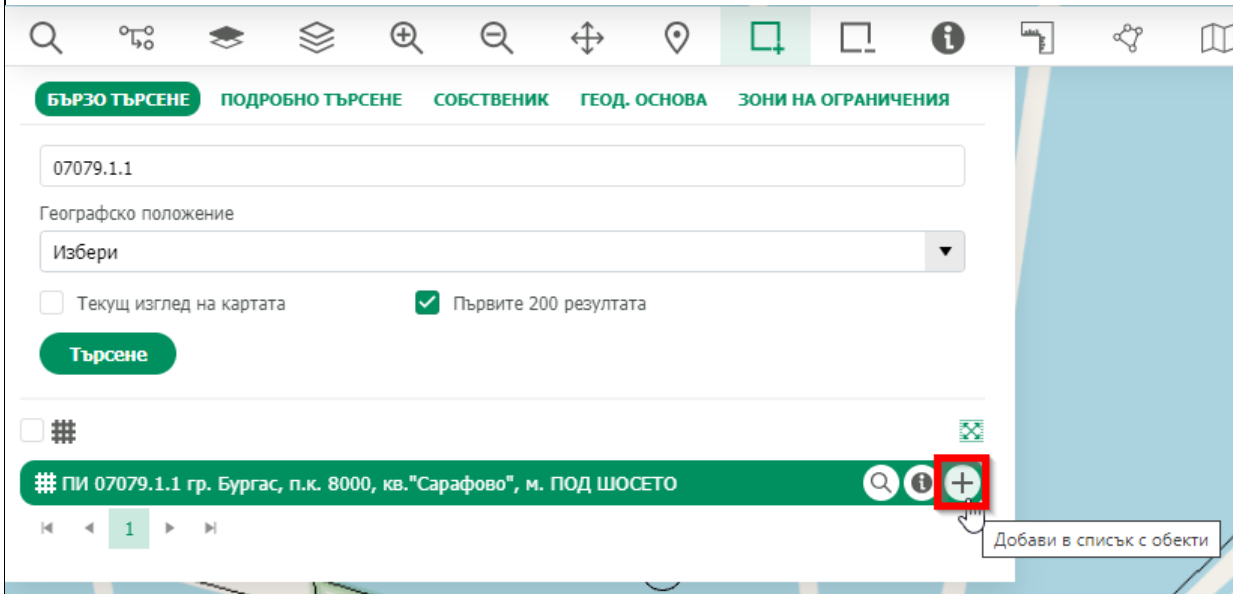 БЪРЗО ТЪРСЕНЕ ПОДРОБНО ТЪРСЕНЕ СОБСТВЕНИК ГЕОД. ОСНОВА ЗОНИ НА ОГРАНИЧЕНИЯ
07079.1.1
Географско положение
Избери
Текущ изглед на картата Първите 200 резултата
Търсене
ПИ 07079.1.1 гр. Бургас, п.к. 8000, кв."Сарафово", м. ПОД ШОСЕТО
1
Добави в списък с обекти